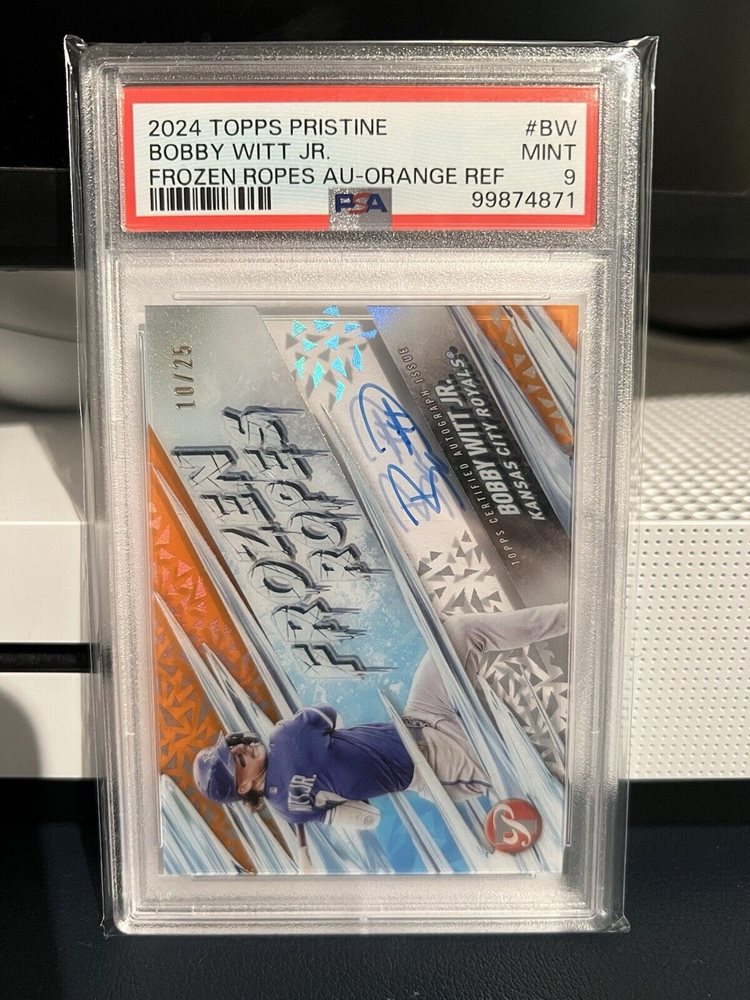 2024 TOPPS PRISTINE #BW
BOBBY WITT JR. MINT
FROZEN ROPES AU-ORANGE REF 9
PSA 99874871
10/25
FROZEN
ROPES
TOPPS CERTIFIED AUTOGRAPH ISSUE
BOBBY WITT JR.
KANSAS CITY ROYALS®